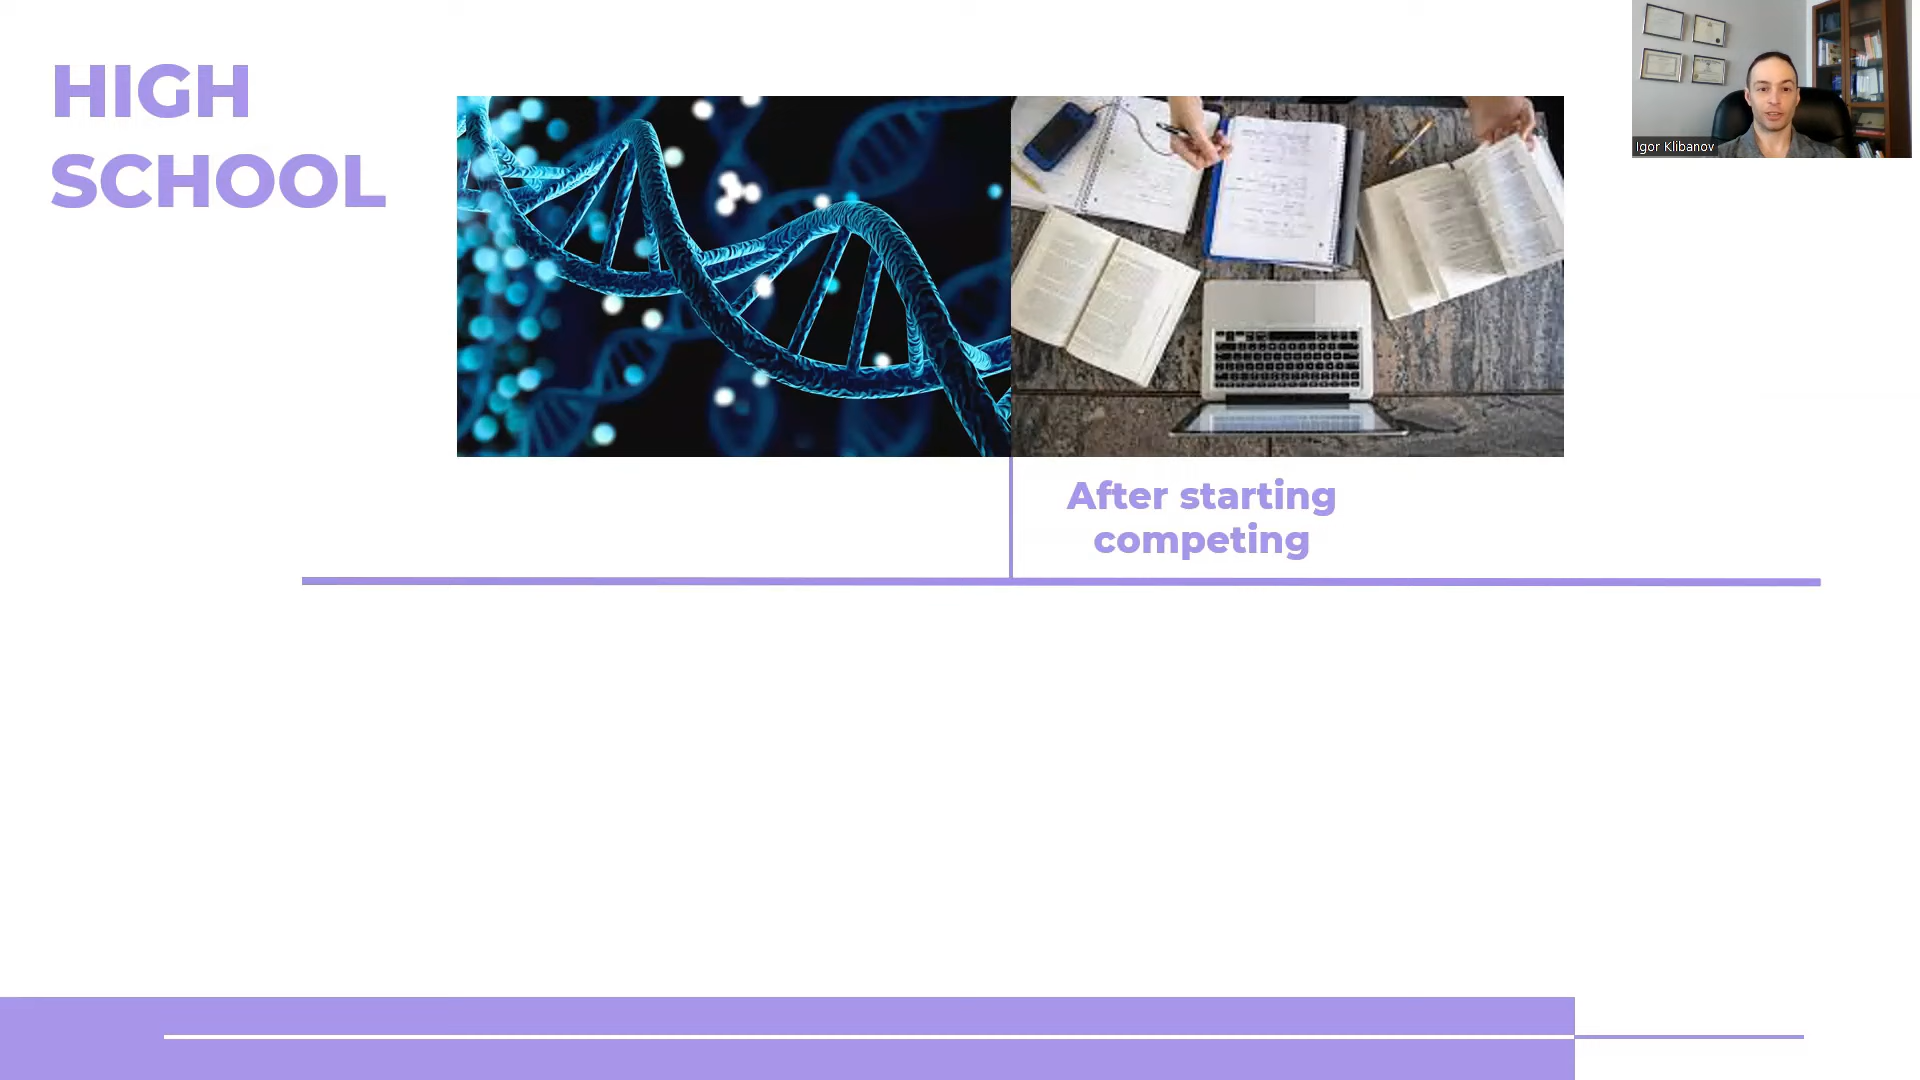 HIGH
SCHOOL
Igor Klibanov
After starting
competing